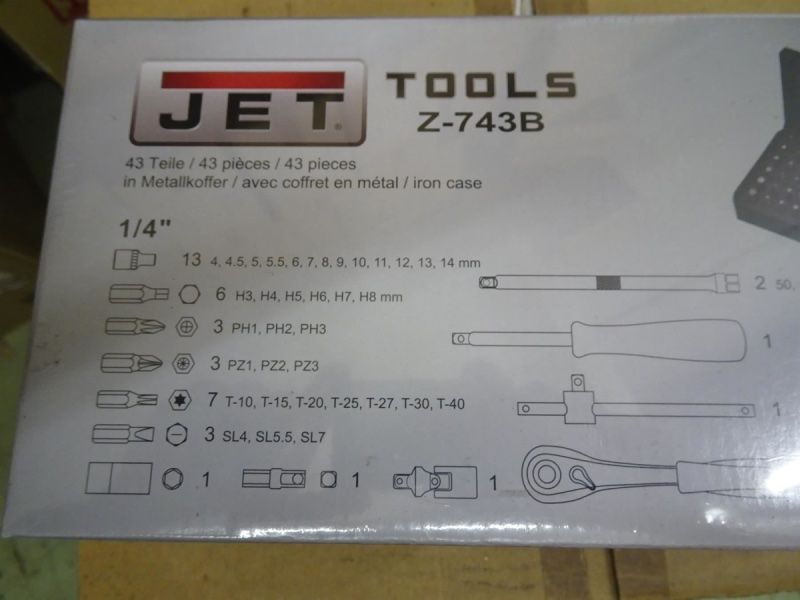 JET®
TOOLS
Z-743B
43 Teile / 43 pièces / 43 pieces
in Metallkoffer / avec coffret en métal / iron case
1/4"
13 4, 4.5, 5, 5.5, 6, 7, 8, 9, 10, 11, 12, 13, 14 mm
6 H3, H4, H5, H6, H7, H8 mm
3 PH1, PH2, PH3
3 PZ1, PZ2, PZ3
7 T-10, T-15, T-20, T-25, T-27, T-30, T-40
3 SL4, SL5.5, SL7
1 1 1
2 50,
1
1